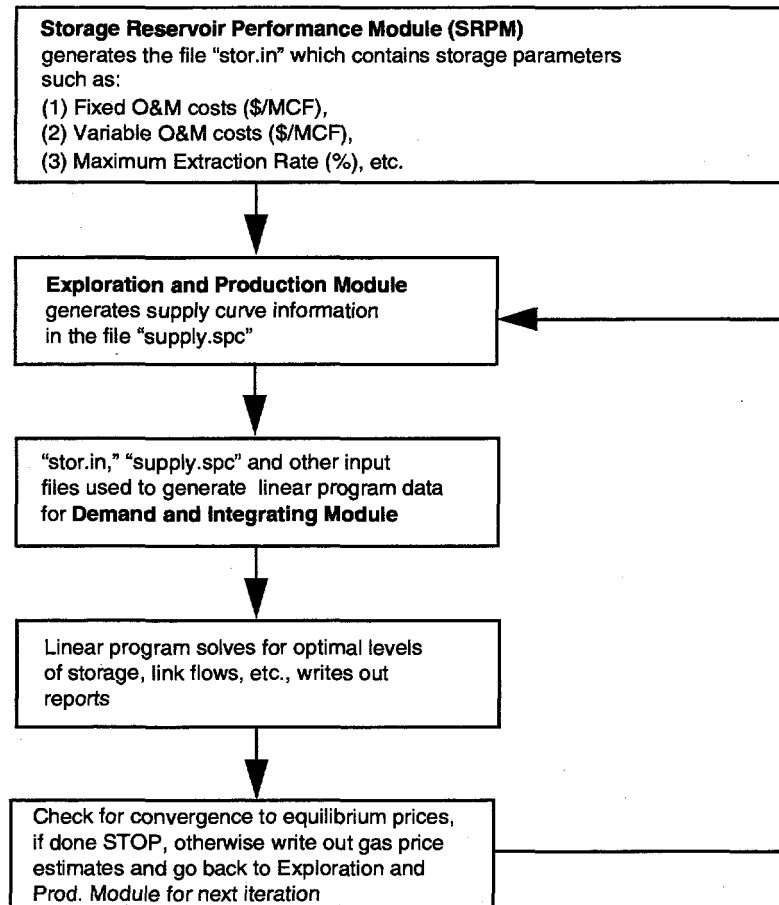 Storage Reservoir Performance Module (SRPM)
generates the file “stor.in” which contains storage parameters
such as:
(1) Fixed O&M costs ($/MCF),
(2) Variable O&M costs ($/MCF),
(3) Maximum Extraction Rate (%), etc.
Exploration and Production Module
generates supply curve information
in the file “supply.spc”
“stor.in,” “supply.spc” and other input
files used to generate linear program data
for Demand and Integrating Module
Linear program solves for optimal levels
of storage, link flows, etc., writes out
reports
Check for convergence to equilibrium prices,
if done STOP, otherwise write out gas price
estimates and go back to Exploration and
Prod. Module for next iteration